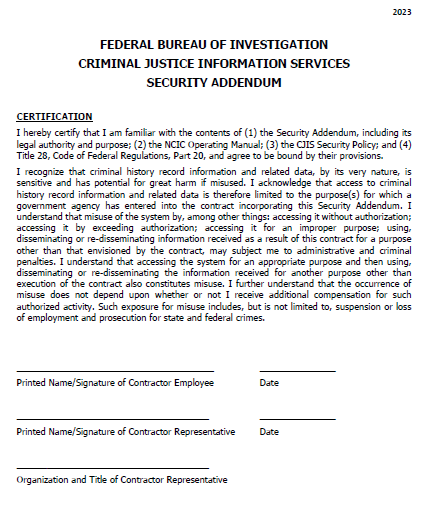 2023
FEDERAL BUREAU OF INVESTIGATION
CRIMINAL JUSTICE INFORMATION SERVICES
SECURITY ADDENDUM
CERTIFICATION
I hereby certify that I am familiar with the contents of (1) the Security Addendum, including its
legal authority and purpose; (2) the NCIC Operating Manual; (3) the CJIS Security Policy; and (4)
Title 28, Code of Federal Regulations, Part 20, and agree to be bound by their provisions.
I recognize that criminal history record information and related data, by its very nature, is
sensitive and has potential for great harm if misused. I acknowledge that access to criminal
history record information and related data is therefore limited to the purpose(s) for which a
government agency has entered into the contract incorporating this Security Addendum. I
understand that misuse of the system by, among other things: accessing it without authorization;
accessing it by exceeding authorization; accessing it for an improper purpose; using,
disseminating or re-disseminating information received as a result of this contract for a purpose
other than that envisioned by the contract, may subject me to administrative and criminal
penalties. I understand that accessing the system for an appropriate purpose and then using,
disseminating or re-disseminating the information received for another purpose other than
execution of the contract also constitutes misuse. I further understand that the occurrence of
misuse does not depend upon whether or not I receive additional compensation for such
authorized activity. Such exposure for misuse includes, but is not limited to, suspension or loss
of employment and prosecution for state and federal crimes.
Printed Name/Signature of Contractor Employee Date
Printed Name/Signature of Contractor Representative Date
Organization and Title of Contractor Representative